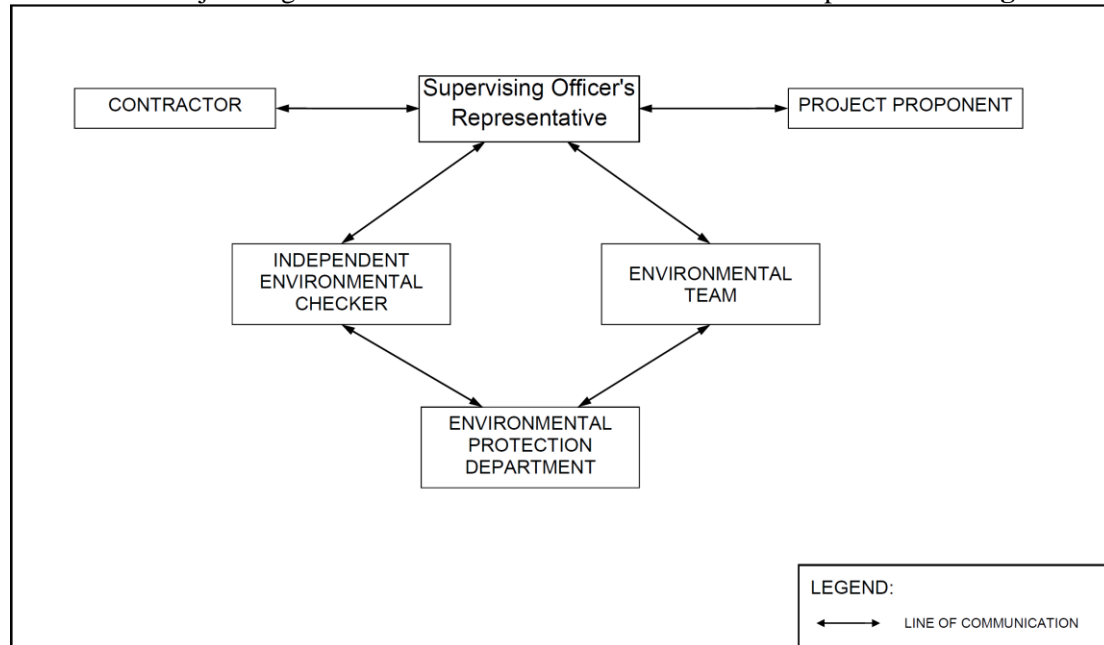 CONTRACTOR
Supervising Officer's
Representative
PROJECT PROPONENT
INDEPENDENT
ENVIRONMENTAL
CHECKER
ENVIRONMENTAL
TEAM
ENVIRONMENTAL
PROTECTION
DEPARTMENT
LEGEND:
LINE OF COMMUNICATION